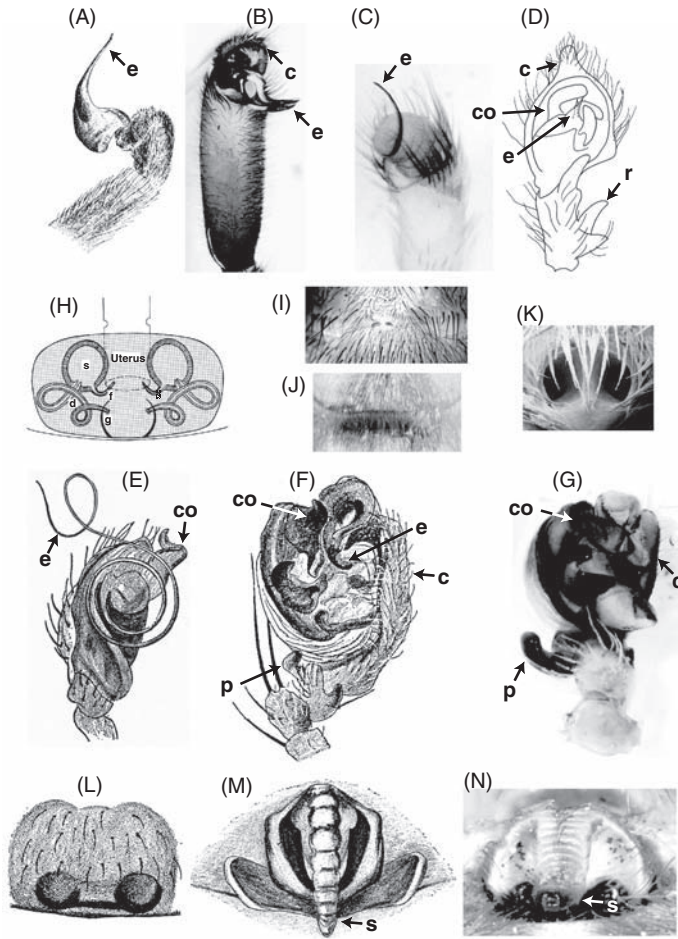 (A)
e
(B)
c
e
(C)
e
(D)
c
co
e
r
(H)
Uterus
s
f
d
g
(I)
(J)
(K)
(E)
co
e
(F)
co
e
c
p
(G)
co
c
p
(L)
(M)
s
(N)
s